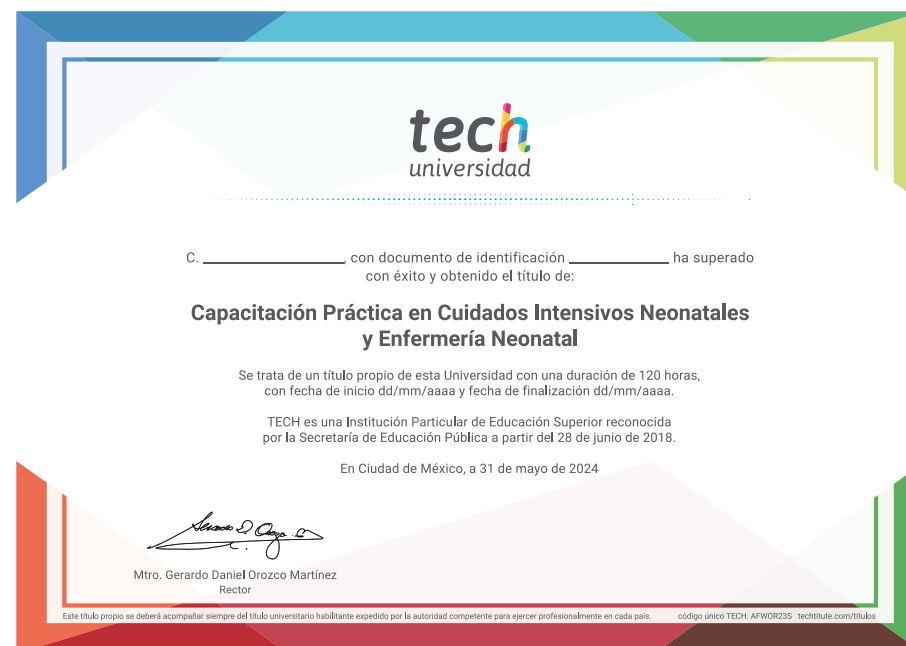 tech
universidad
C. ____________________, con documento de identificación ______________ ha superado
con éxito y obtenido el título de:
Capacitación Práctica en Cuidados Intensivos Neonatales
y Enfermería Neonatal
Se trata de un título propio de esta Universidad con una duración de 120 horas,
con fecha de inicio dd/mm/aaaa y fecha de finalización dd/mm/aaaa.
TECH es una Institución Particular de Educación Superior reconocida
por la Secretaría de Educación Pública a partir del 28 de junio de 2018.
En Ciudad de México, a 31 de mayo de 2024
Mtro. Gerardo Daniel Orozco Martínez
Rector
Este título propio se deberá acompañar siempre del título universitario habilitante expedido por la autoridad competente para ejercer profesionalmente en cada país. código único TECH: AFWOR23S techtitute.com/titulos